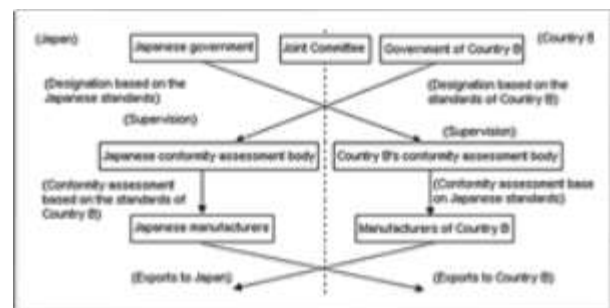 (Japan)
Japanese government
Joint Committee
Government of Country B
(Country B
(Designation based on the
Japanese standards)
(Designation based on the
standards of Country B)
(Supervision)
(Supervision)
Japanese conformity assessment body
Country B's conformity assessment body
(Conformity assessment
based on the standards of
Country B)
(Conformity assessment base
on Japanese standards)
Japanese manufacturers
Manufacturers of Country B
(Exports to Japan)
(Exports to Country B)